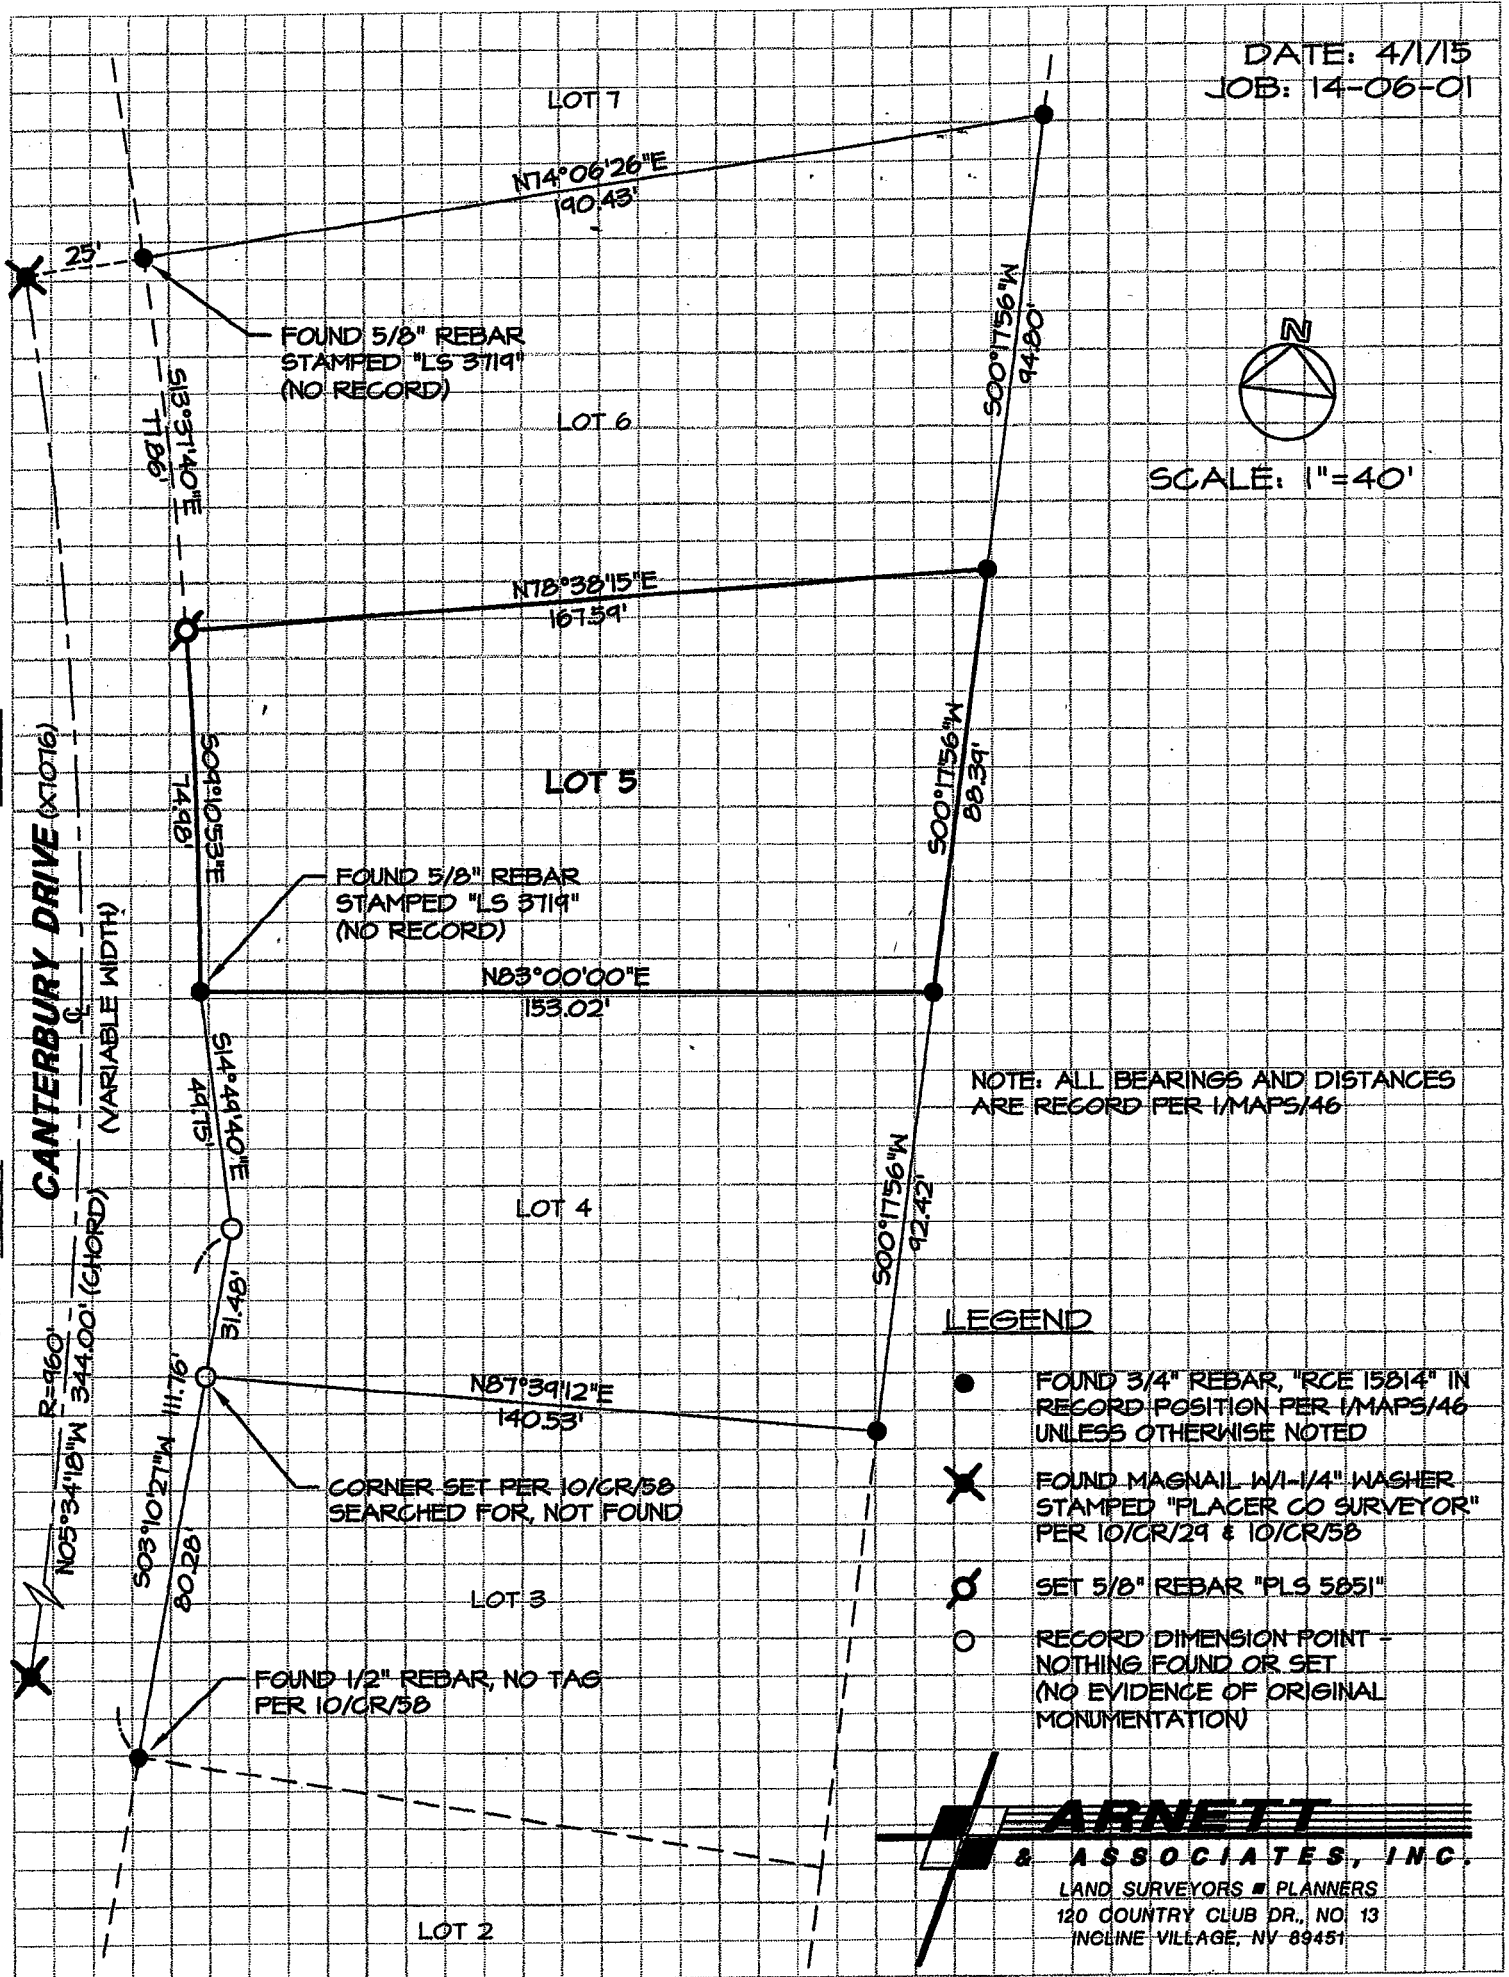 DATE: 4/1/15
JOB: 14-06-01
LOT 7
N74°06'26"E
190.43'
25'
FOUND 5/8" REBAR
STAMPED "LS 3719"
(NO RECORD)
S13°37'40"E
77.86'
LOT 6
S00°17'56"W
94.80'
N
SCALE: 1"=40'
N78°38'15"E
167.59'
S09°10'53"E
74.98'
LOT 5
S00°17'56"W
88.39'
CANTERBURY DRIVE (X7076)
(VARIABLE WIDTH)
CL
FOUND 5/8" REBAR
STAMPED "LS 3719"
(NO RECORD)
N83°00'00"E
153.02'
S14°49'40"E
49.75'
NOTE: ALL BEARINGS AND DISTANCES
ARE RECORD PER 1/MAPS/46
LOT 4
S00°17'56"W
92.42'
31.48'
R=960'
N05°34'18"W 344.00' (CHORD)
N87°39'12"E
140.53'
S03°10'27"W 111.76'
80.28'
CORNER SET PER 10/CR/58
SEARCHED FOR, NOT FOUND
LOT 3
FOUND 1/2" REBAR, NO TAG
PER 10/CR/58
LOT 2
LEGEND
FOUND 3/4" REBAR, "RCE 15814" IN
RECORD POSITION PER 1/MAPS/46
UNLESS OTHERWISE NOTED
FOUND MAGNAIL W/1-1/4" WASHER
STAMPED "PLACER CO SURVEYOR"
PER 10/CR/29 & 10/CR/58
SET 5/8" REBAR "PLS 5851"
RECORD DIMENSION POINT -
NOTHING FOUND OR SET
(NO EVIDENCE OF ORIGINAL
MONUMENTATION)
ARNETT
& ASSOCIATES, INC.
LAND SURVEYORS ■ PLANNERS
120 COUNTRY CLUB DR., NO. 13
INCLINE VILLAGE, NV 89451